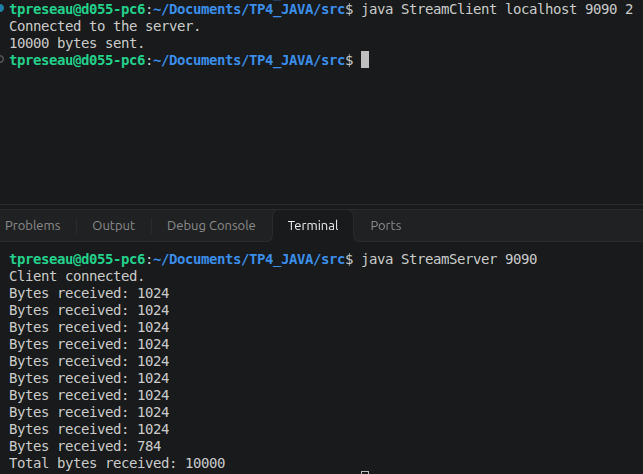 tpreseau@d055-pc6:~/Documents/TP4_JAVA/src$ java StreamClient localhost 9090 2
Connected to the server.
10000 bytes sent.
tpreseau@d055-pc6:~/Documents/TP4_JAVA/src$
Problems Output Debug Console Terminal Ports
tpreseau@d055-pc6:~/Documents/TP4_JAVA/src$ java StreamServer 9090
Client connected.
Bytes received: 1024
Bytes received: 1024
Bytes received: 1024
Bytes received: 1024
Bytes received: 1024
Bytes received: 1024
Bytes received: 1024
Bytes received: 1024
Bytes received: 1024
Bytes received: 784
Total bytes received: 10000